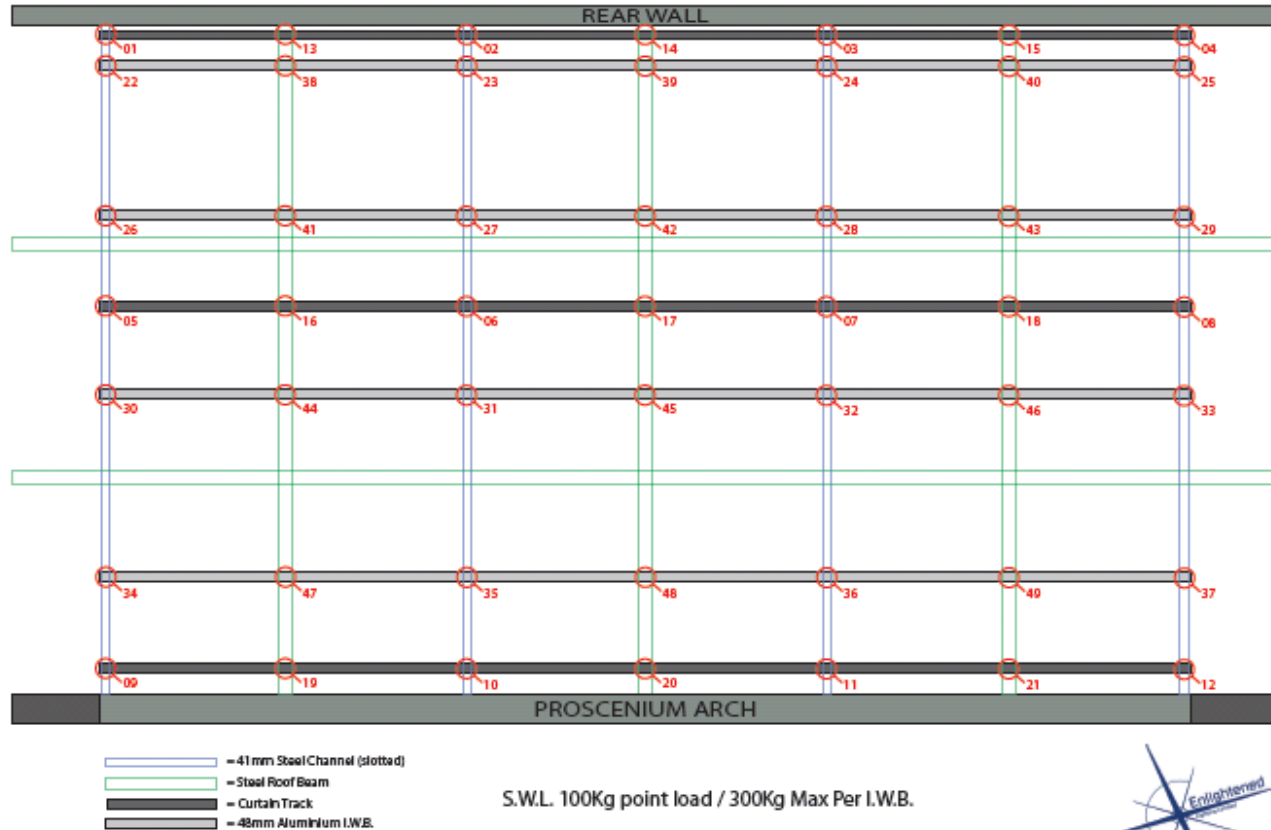 REAR WALL
01 13 02 14 03 15 04
22 38 23 39 24 40 25
26 41 27 42 28 43 29
05 16 06 17 07 18 08
30 44 31 45 32 46 33
34 47 35 48 36 49 37
09 19 10 20 11 21 12
PROSCENIUM ARCH
= 41mm Steel Channel (slotted)
= Steel Roof Beam
= Curtain Track
= 48mm Aluminium I.W.B.
S.W.L. 100Kg point load / 300Kg Max Per I.W.B.
Enlightened